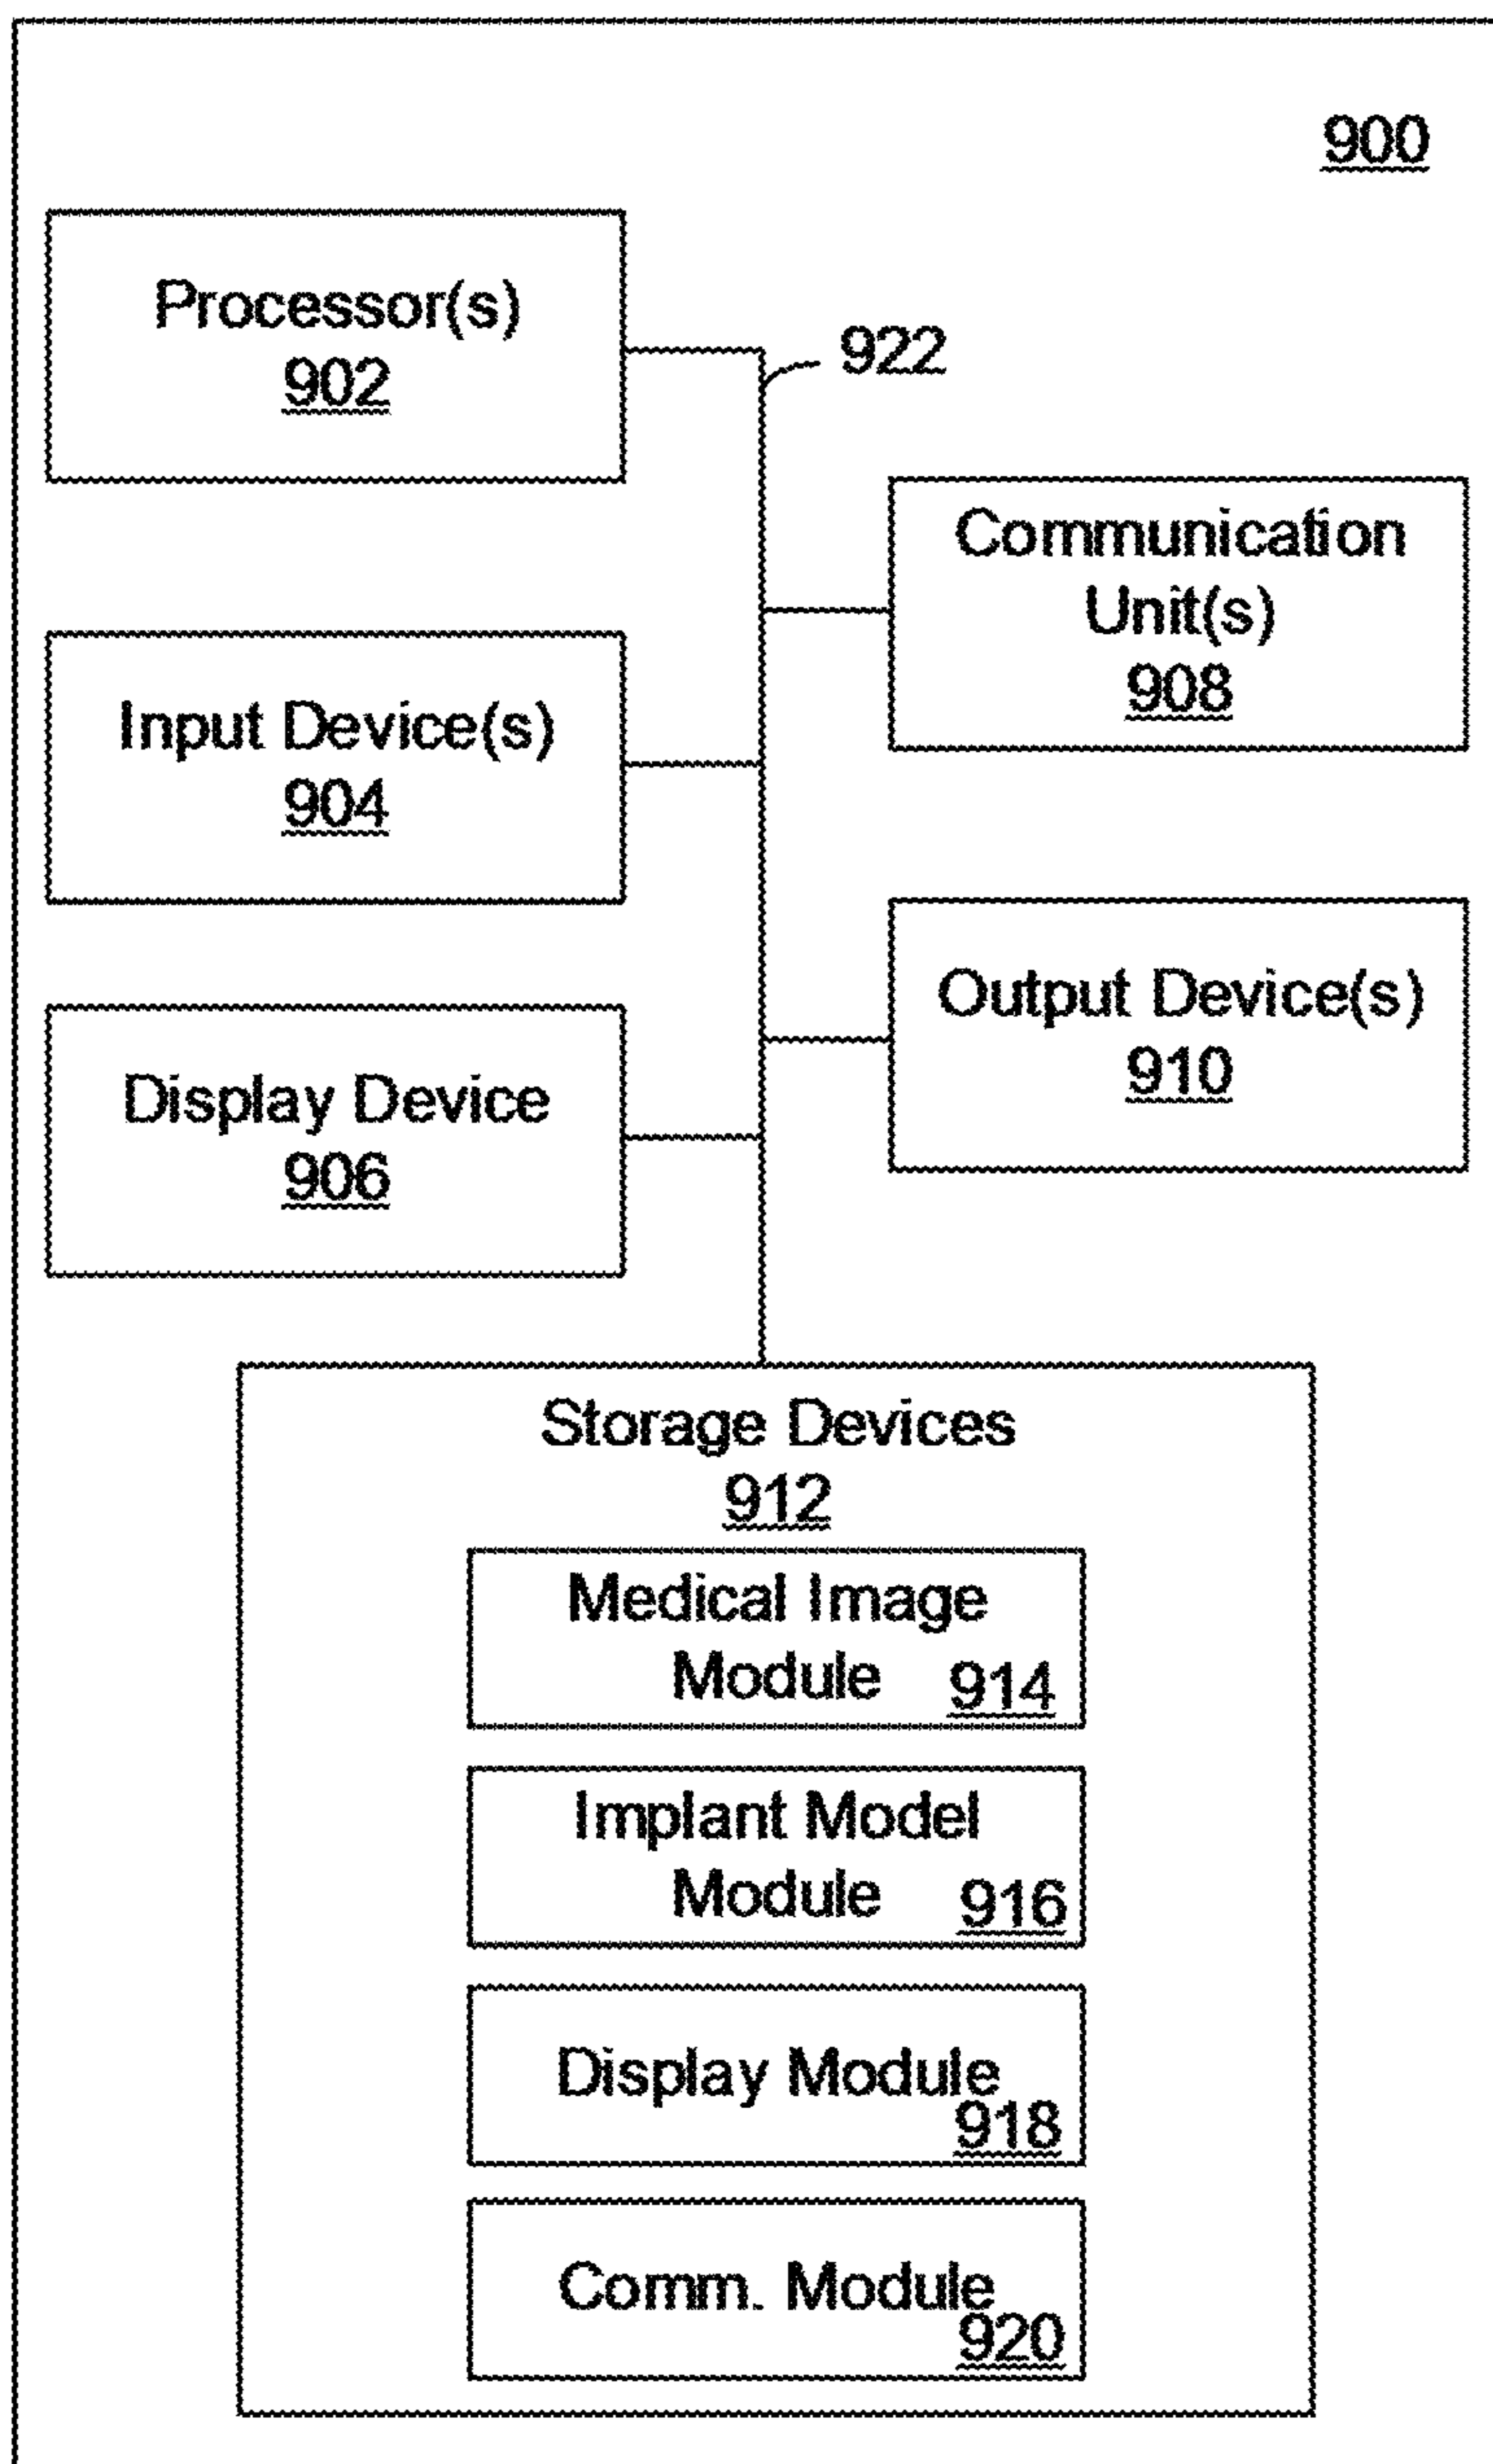 900
Processor(s)
902
922
Communication
Unit(s)
908
Input Device(s)
904
Output Device(s)
910
Display Device
906
Storage Devices
912
Medical Image
Module 914
Implant Model
Module 916
Display Module
918
Comm. Module
920